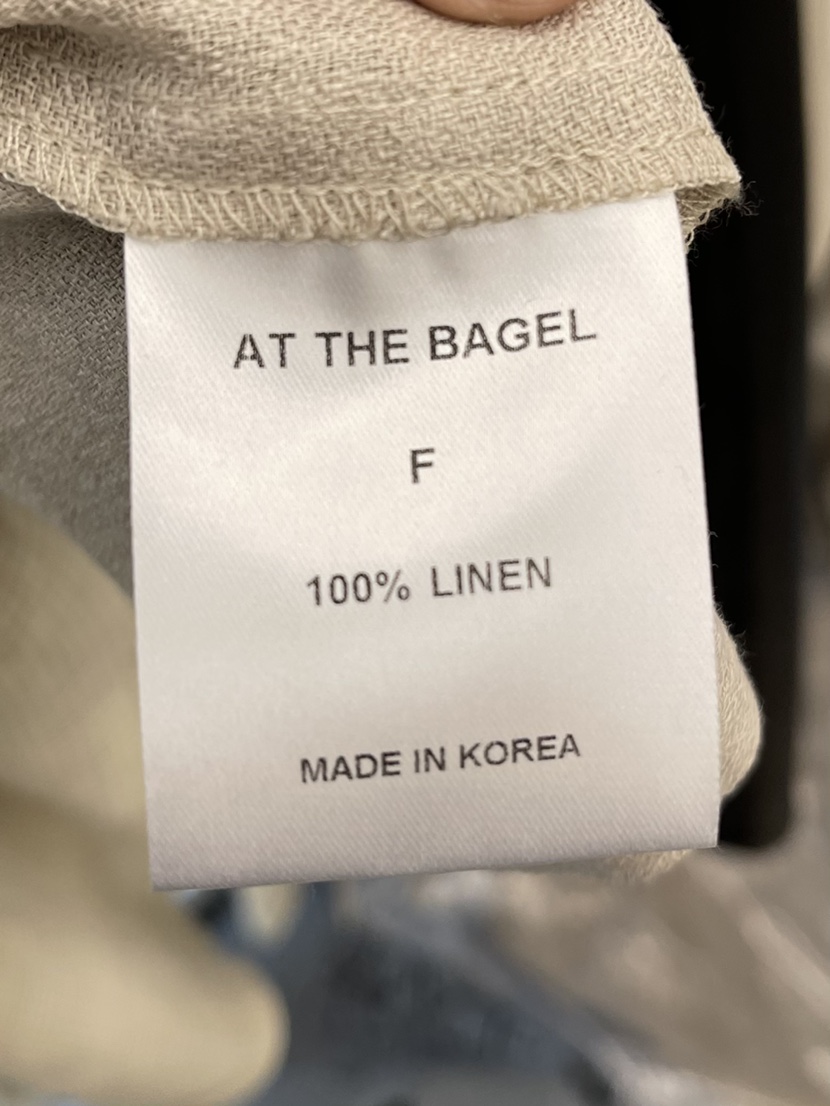 AT THE BAGEL
F
100% LINEN
MADE IN KOREA